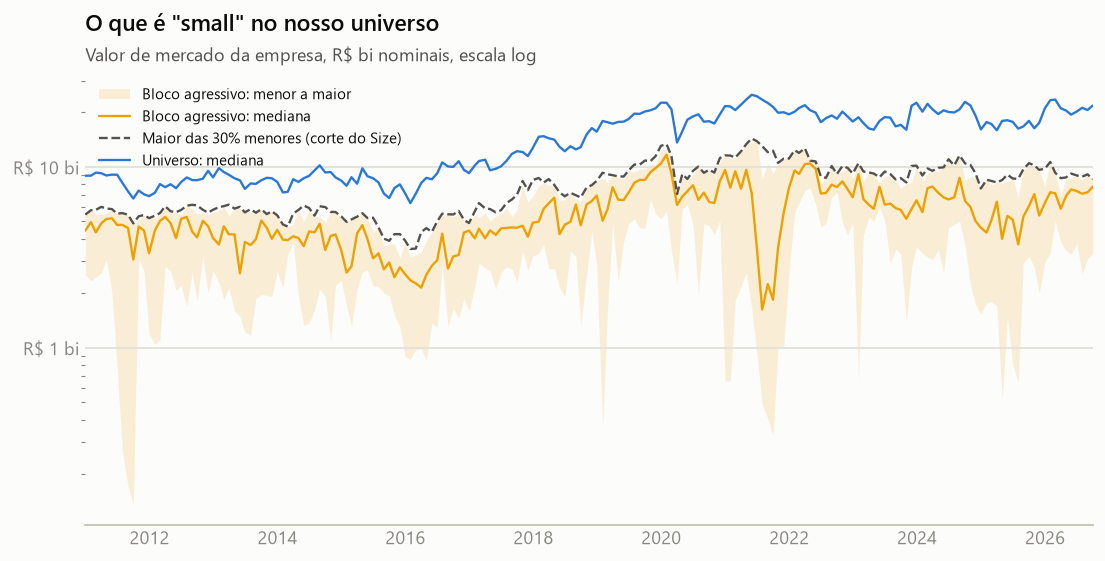 O que é "small" no nosso universo
Valor de mercado da empresa, R$ bi nominais, escala log
Bloco agressivo: menor a maior
Bloco agressivo: mediana
Maior das 30% menores (corte do Size)
Universo: mediana
R$ 10 bi
R$ 1 bi
2012 2014 2016 2018 2020 2022 2024 2026